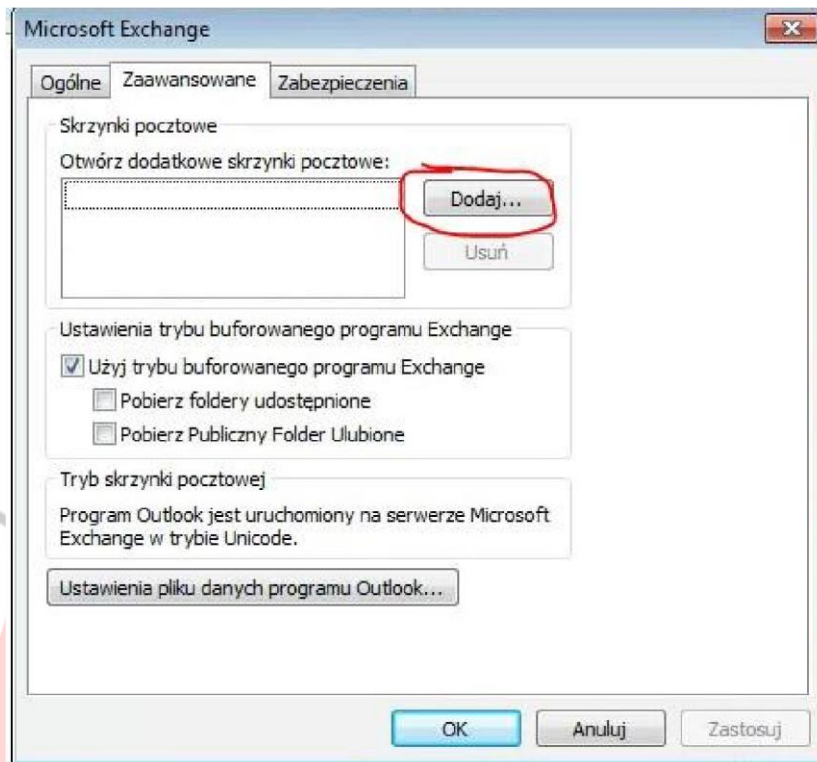 Microsoft Exchange
Ogólne Zaawansowane Zabezpieczenia
Skrzynki pocztowe
Otwórz dodatkowe skrzynki pocztowe:
Dodaj...
Usuń
Ustawienia trybu buforowanego programu Exchange
Użyj trybu buforowanego programu Exchange
Pobierz foldery udostępnione
Pobierz Publiczny Folder Ulubione
Tryb skrzynki pocztowej
Program Outlook jest uruchomiony na serwerze Microsoft
Exchange w trybie Unicode.
Ustawienia pliku danych programu Outlook...
OK Anuluj Zastosuj